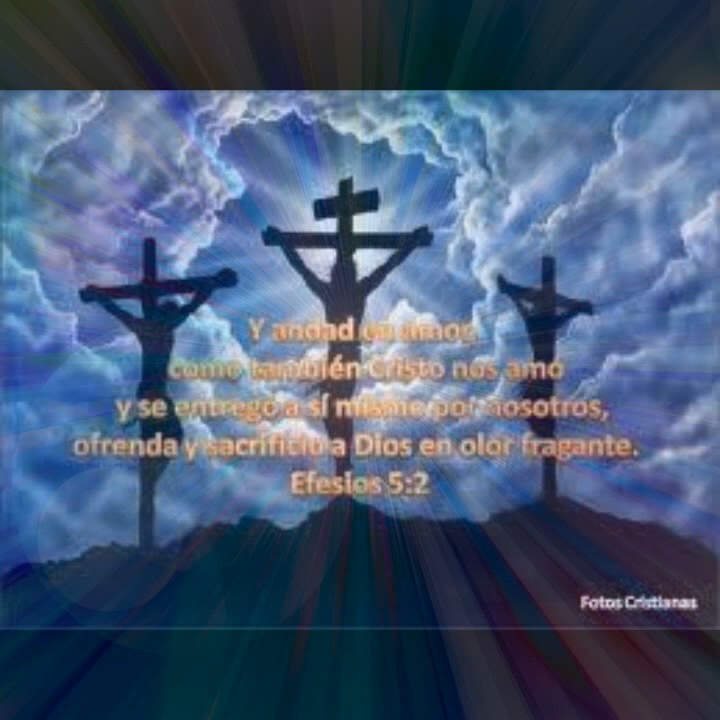 Y andad en amor,
como también Cristo nos amó
y se entregó a sí mismo por nosotros,
ofrenda y sacrificio a Dios en olor fragante.
Efesios 5:2
Fotos Cristianas